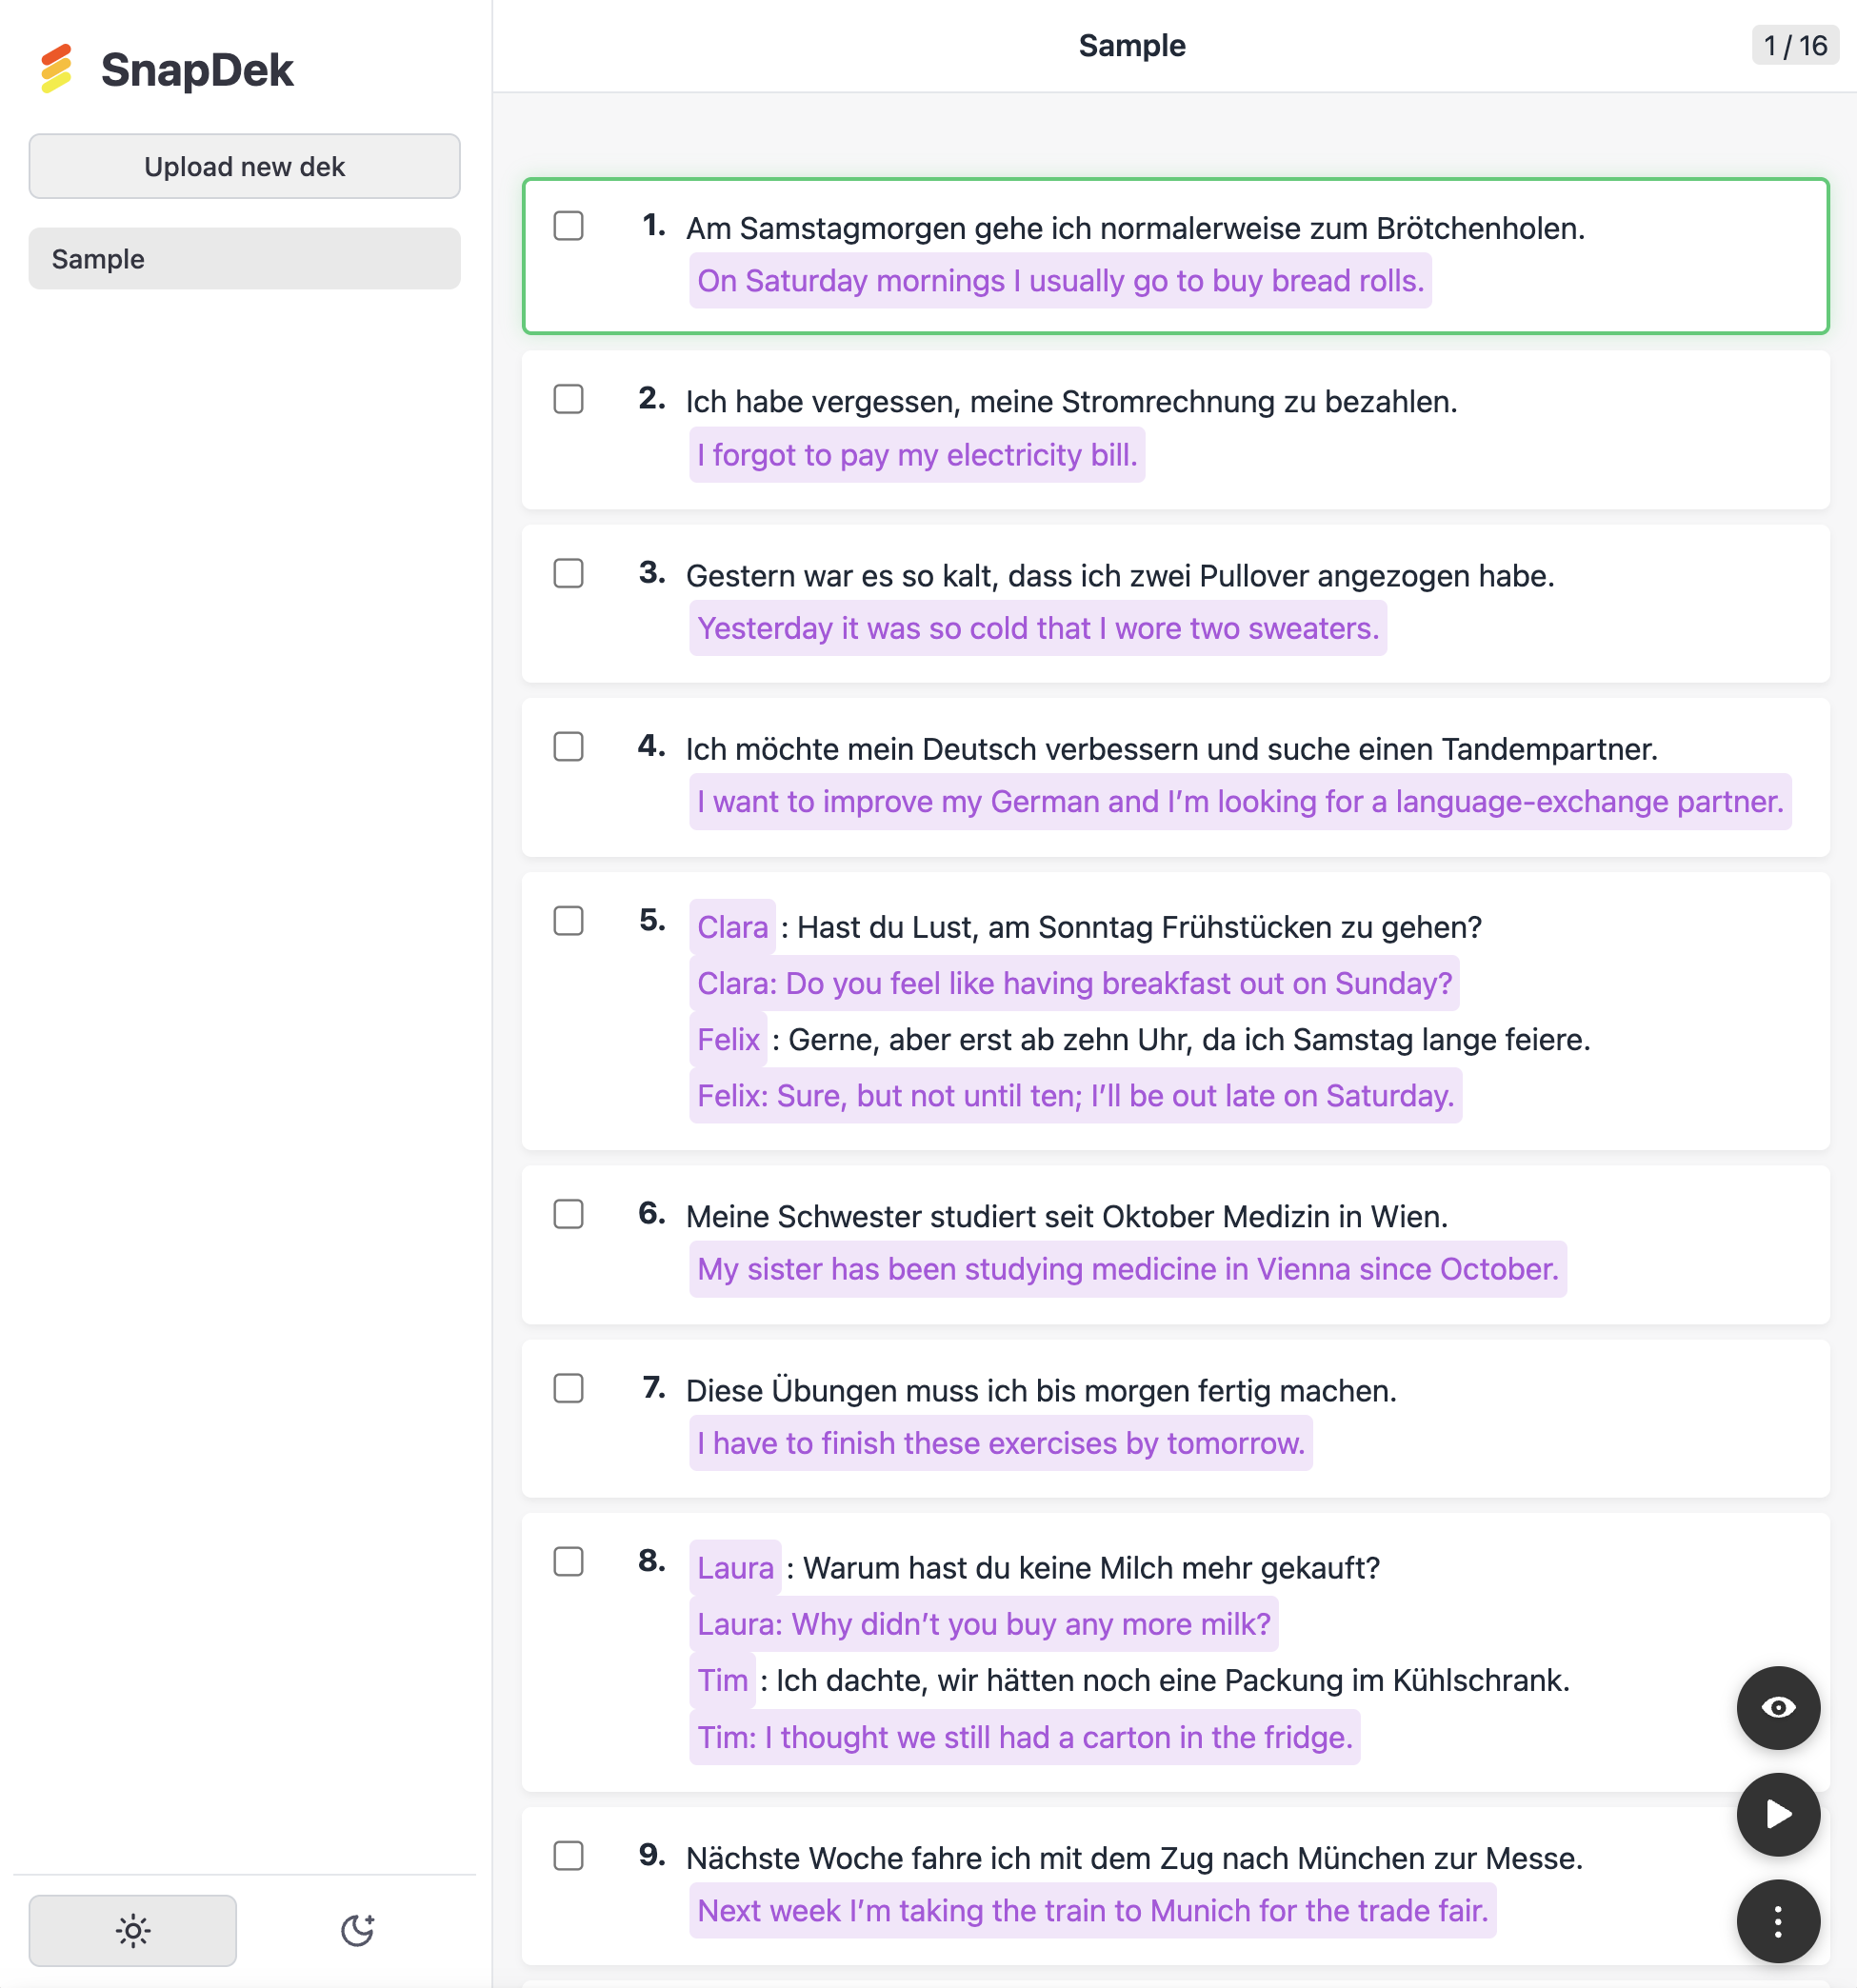 SnapDek
Upload new dek
Sample
Sample
1 / 16
1. Am Samstagmorgen gehe ich normalerweise zum Brötchenholen.
On Saturday mornings I usually go to buy bread rolls.
2. Ich habe vergessen, meine Stromrechnung zu bezahlen.
I forgot to pay my electricity bill.
3. Gestern war es so kalt, dass ich zwei Pullover angezogen habe.
Yesterday it was so cold that I wore two sweaters.
4. Ich möchte mein Deutsch verbessern und suche einen Tandempartner.
I want to improve my German and I’m looking for a language-exchange partner.
5. Clara : Hast du Lust, am Sonntag Frühstücken zu gehen?
Clara: Do you feel like having breakfast out on Sunday?
Felix : Gerne, aber erst ab zehn Uhr, da ich Samstag lange feiere.
Felix: Sure, but not until ten; I’ll be out late on Saturday.
6. Meine Schwester studiert seit Oktober Medizin in Wien.
My sister has been studying medicine in Vienna since October.
7. Diese Übungen muss ich bis morgen fertig machen.
I have to finish these exercises by tomorrow.
8. Laura : Warum hast du keine Milch mehr gekauft?
Laura: Why didn’t you buy any more milk?
Tim : Ich dachte, wir hätten noch eine Packung im Kühlschrank.
Tim: I thought we still had a carton in the fridge.
9. Nächste Woche fahre ich mit dem Zug nach München zur Messe.
Next week I’m taking the train to Munich for the trade fair.